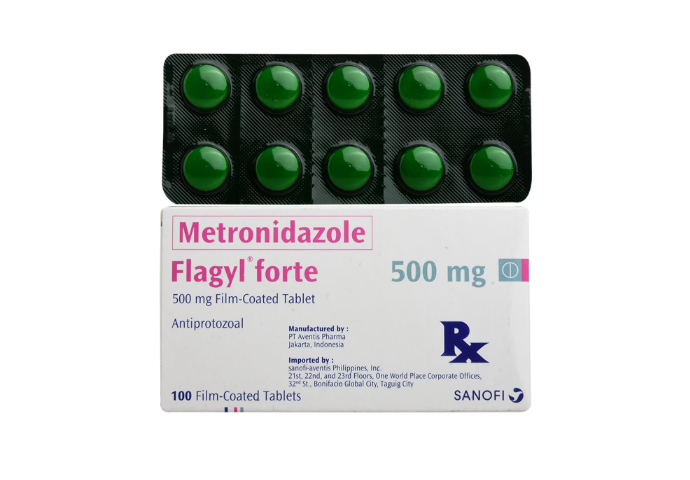 Metronidazole
Flagyl® forte 500 mg
500 mg Film-Coated Tablet
Antiprotozoal
Manufactured by :
PT Aventis Pharma
Jakarta, Indonesia
Imported by :
sanofi-aventis Philippines, Inc.
21st, 22nd, and 23rd Floors, One World Place Corporate Offices,
32nd St., Bonifacio Global City, Taguig City
Rx
100 Film-Coated Tablets
SANOFI